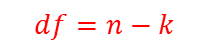 df = n − k